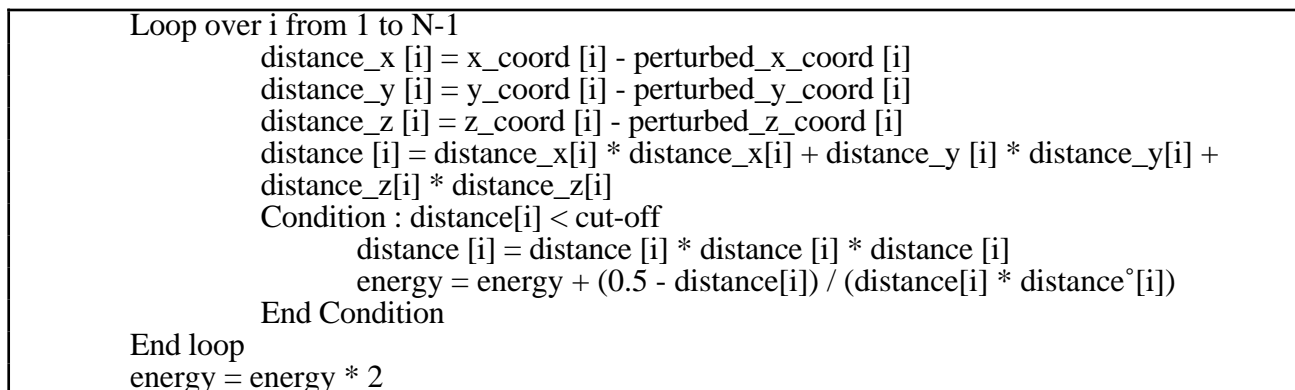 Loop over i from 1 to N-1
distance_x [i] = x_coord [i] - perturbed_x_coord [i]
distance_y [i] = y_coord [i] - perturbed_y_coord [i]
distance_z [i] = z_coord [i] - perturbed_z_coord [i]
distance [i] = distance_x[i] * distance_x[i] + distance_y [i] * distance_y[i] +
distance_z[i] * distance_z[i]
Condition : distance[i] < cut-off
distance [i] = distance [i] * distance [i] * distance [i]
energy = energy + (0.5 - distance[i]) / (distance[i] * distance˚[i])
End Condition
End loop
energy = energy * 2